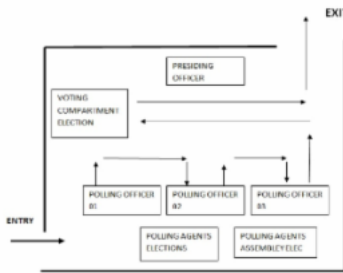 EXIT
PRESIDING
OFFICER
VOTING
COMPARTMENT
ELECTION
POLLING OFFICER
01
POLLING OFFICER
02
POLLING OFFICER
03
ENTRY
POLLING AGENTS
ELECTIONS
POLLING AGENTS
ASSEMBLEY ELEC